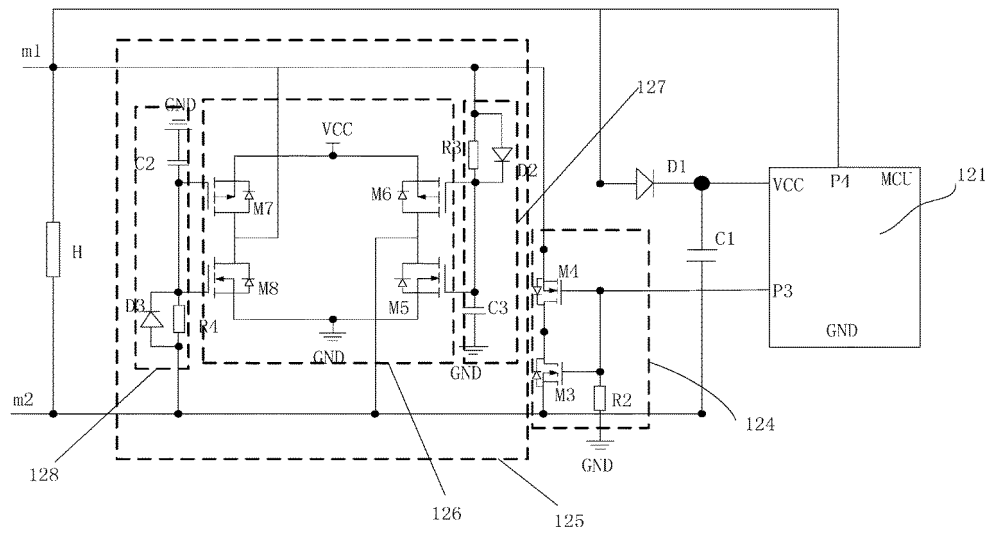 m1
GND
VCC
127
C2
R3
D2
D1
VCC
P4
MCU
121
M7
M6
H
C1
M4
P3
M8
M5
C3
D3
R4
GND
GND
GND
M3
R2
m2
124
GND
128
126
125